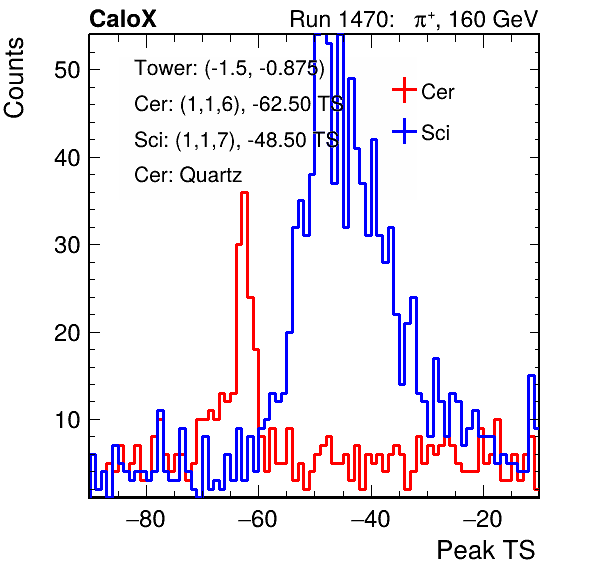 CaloX Run 1470: π⁺, 160 GeV
Counts
50
40
30
20
10
Tower: (-1.5, -0.875)
Cer: (1,1,6), -62.50 TS
Sci: (1,1,7), -48.50 TS
Cer: Quartz
Cer
Sci
−80 −60 −40 −20
Peak TS